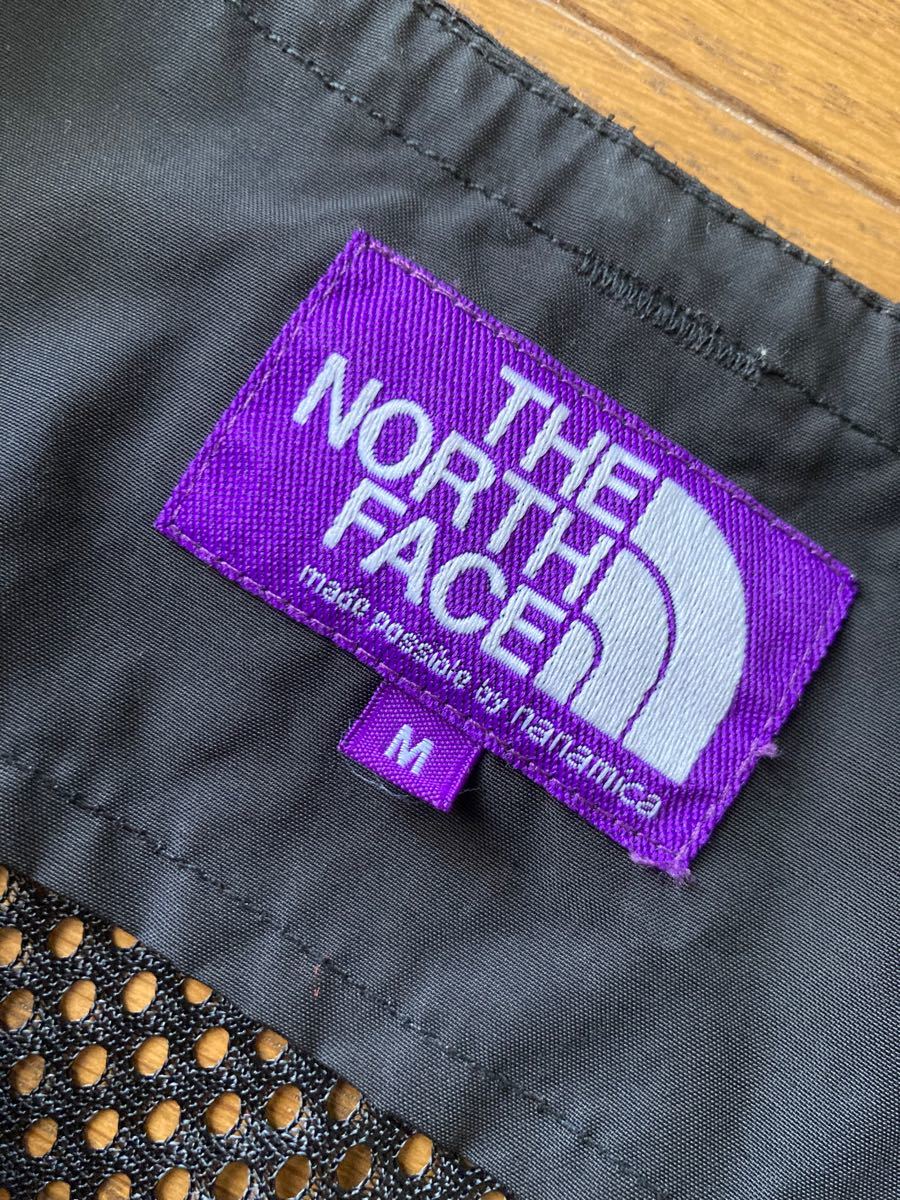 THE
NORTH
FACE
made possible by nanamica
M